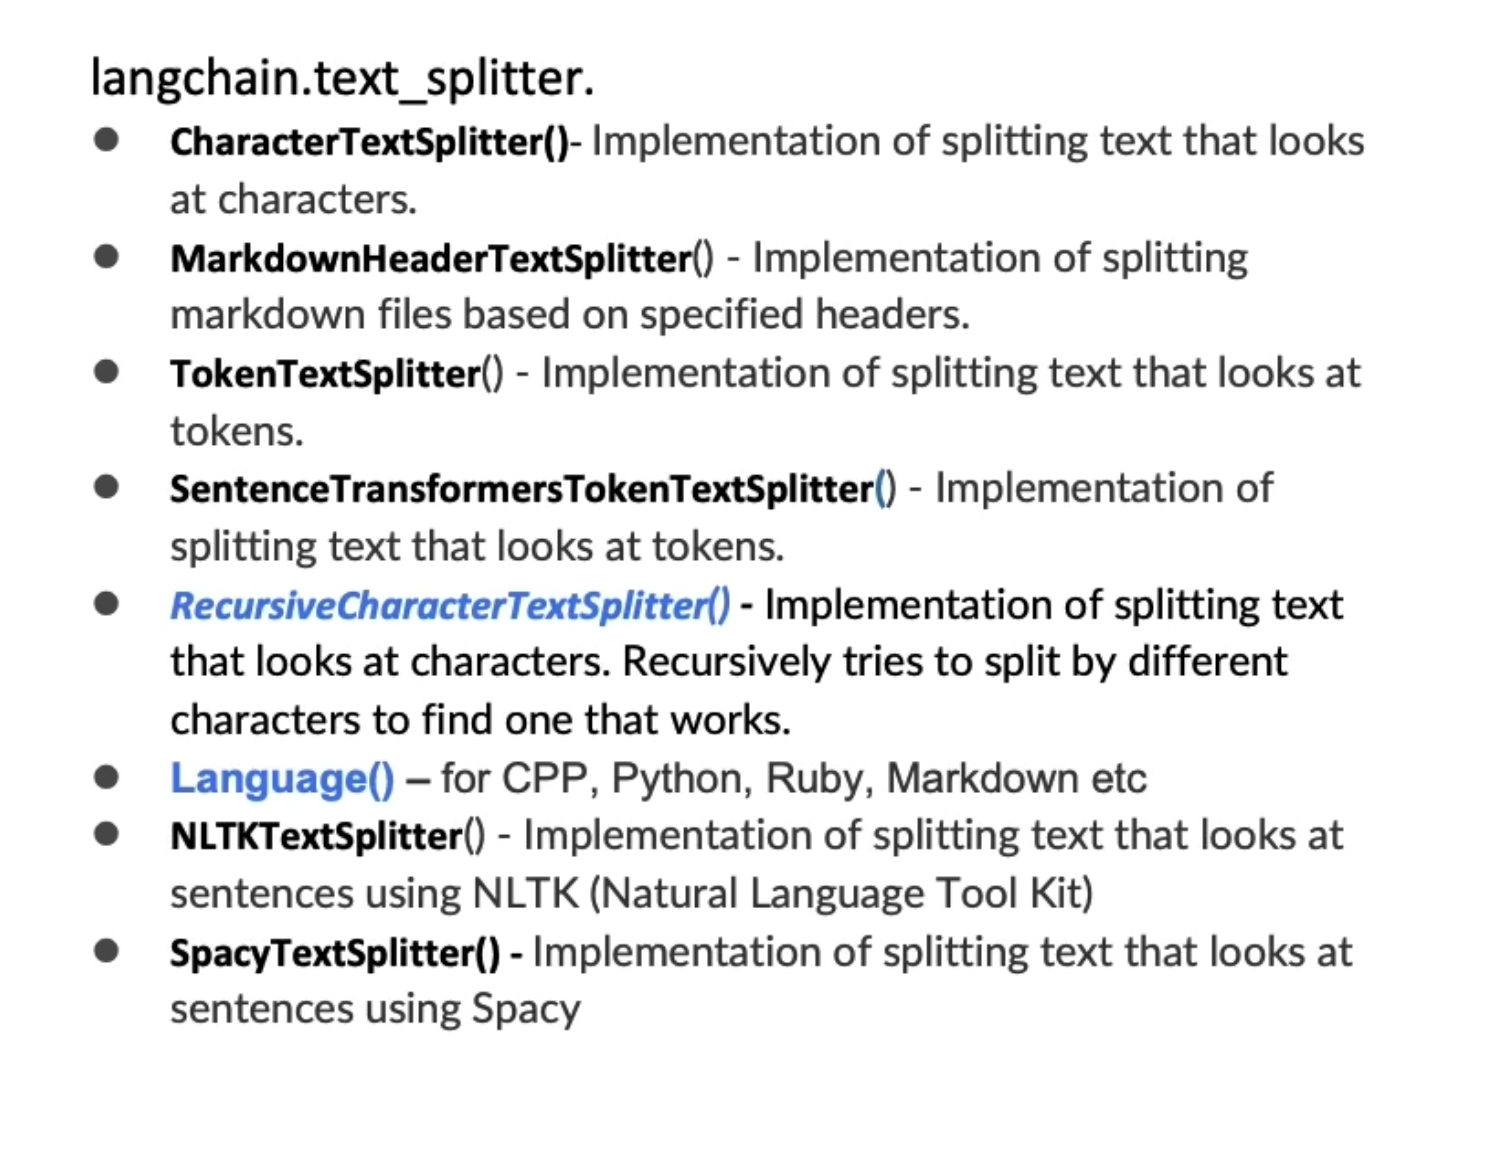 langchain.text_splitter.
● CharacterTextSplitter()- Implementation of splitting text that looks
at characters.
● MarkdownHeaderTextSplitter() - Implementation of splitting
markdown files based on specified headers.
● TokenTextSplitter() - Implementation of splitting text that looks at
tokens.
● SentenceTransformersTokenTextSplitter() - Implementation of
splitting text that looks at tokens.
● RecursiveCharacterTextSplitter() - Implementation of splitting text
that looks at characters. Recursively tries to split by different
characters to find one that works.
● Language() – for CPP, Python, Ruby, Markdown etc
● NLTKTextSplitter() - Implementation of splitting text that looks at
sentences using NLTK (Natural Language Tool Kit)
● SpacyTextSplitter() - Implementation of splitting text that looks at
sentences using Spacy